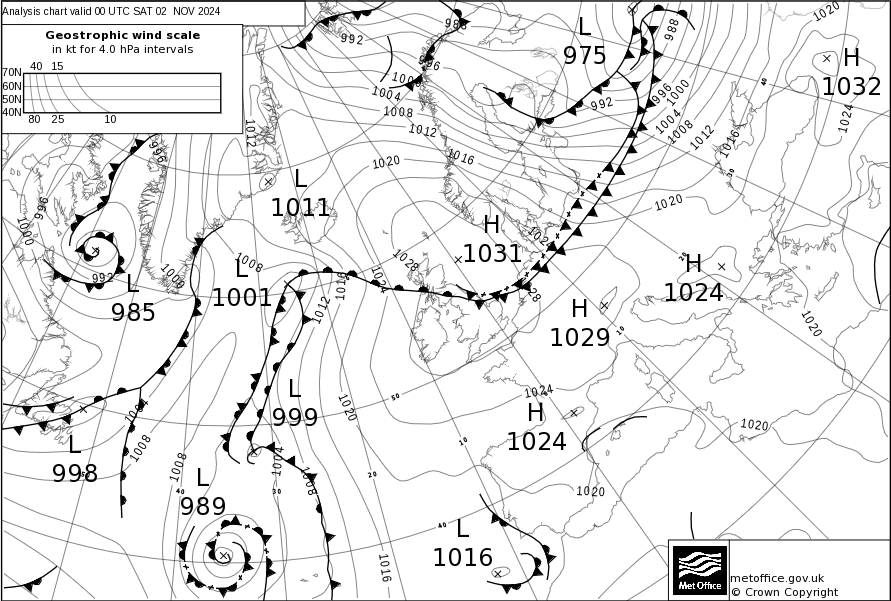 Analysis chart valid 00 UTC SAT 02 NOV 2024
Geostrophic wind scale
in kt for 4.0 hPa intervals
40 15
70N
60N
50N
40N
80 25 10
L
975
H
1032
L
1011
H
1031
L
985
L
1001
H
1024
H
1029
L
999
H
1024
L
998
L
989
L
1016
992
988
996
1000
1004
1008
1012
1016
1020
992
988
996
1000
1004
1008
1012
1016
1020
1020
1024
1012
996
996
1000
992
1008
1008
1012
1016
1024
1028
1020
1024
1020
1020
1020
1004
1008
1008
1004
1008
1016
40
30
20
10
50
10
20
30
40
40
Met Office
metoffice.gov.uk
© Crown Copyright